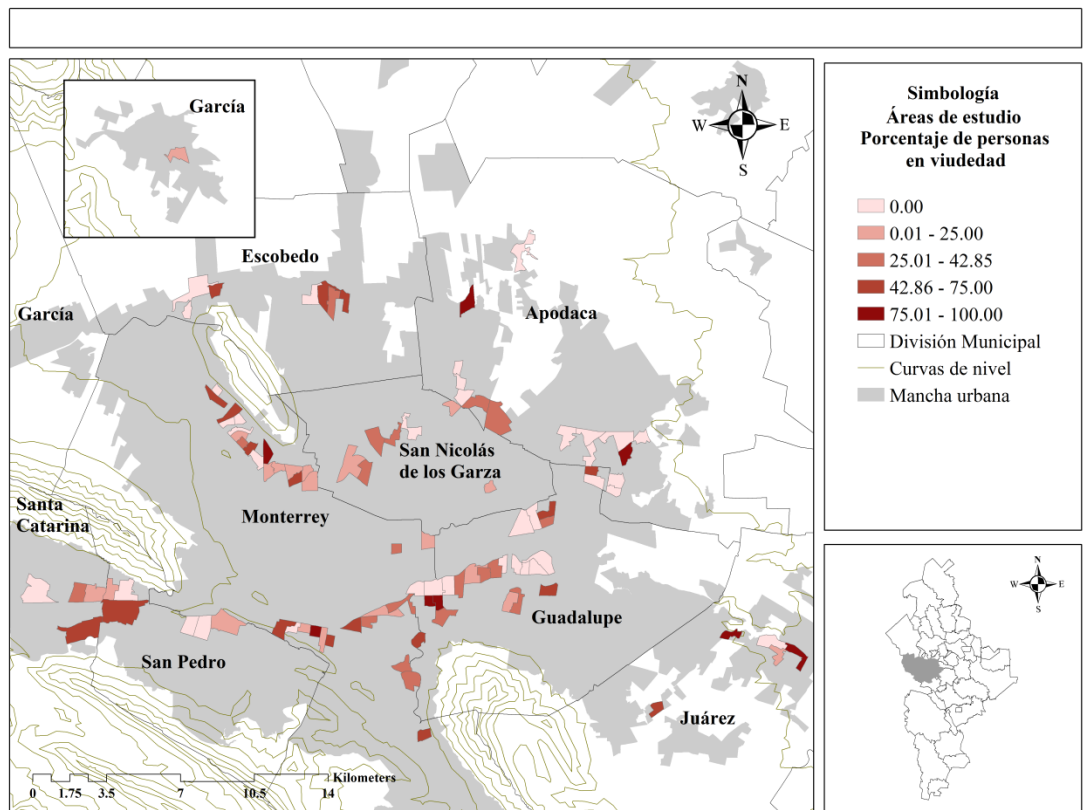 García
N
W E
S
Escobedo
García
Apodaca
San Nicolás
de los Garza
Santa
Catarina
Monterrey
Guadalupe
San Pedro
Juárez
Kilometers
0 1.75 3.5 7 10.5 14
Simbología
Áreas de estudio
Porcentaje de personas
en viudedad
0.00
0.01 - 25.00
25.01 - 42.85
42.86 - 75.00
75.01 - 100.00
División Municipal
Curvas de nivel
Mancha urbana
N
W E
S